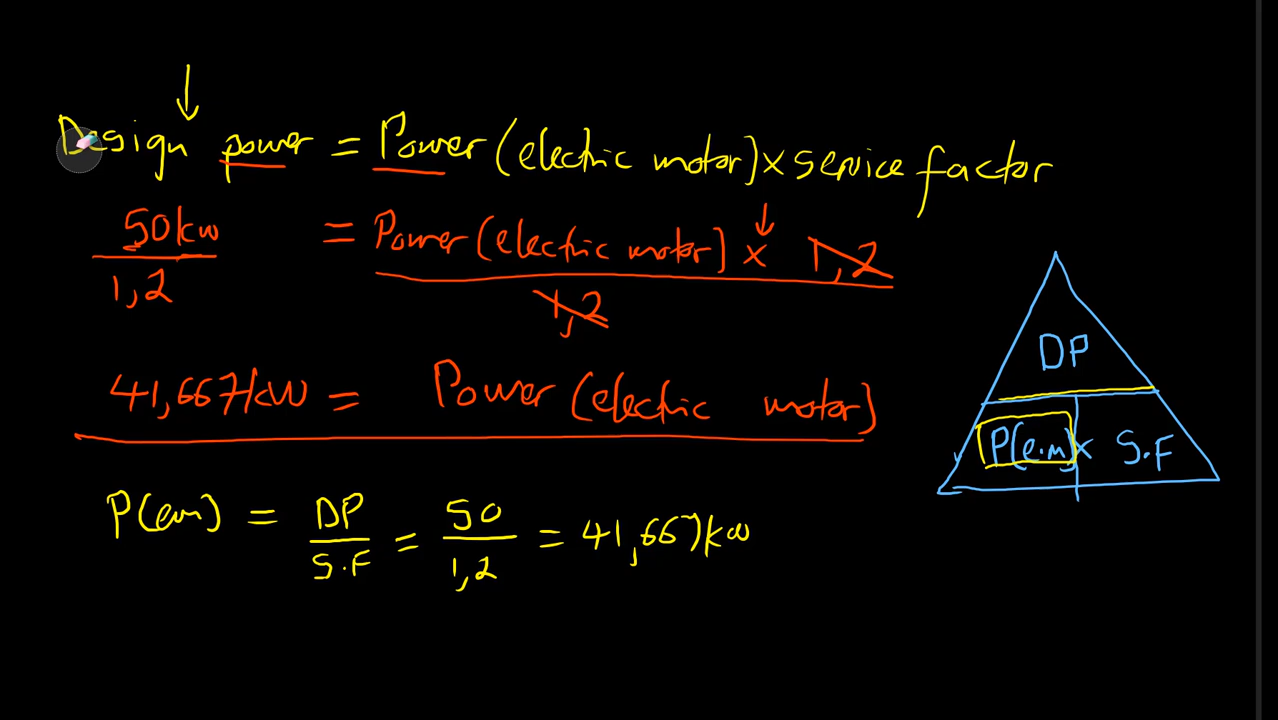 Design power = Power (electric motor) x service factor
50kw = Power (electric motor) x 1,2
1,2 1,2
41,667kW = Power (electric motor)
DP
P(e.m) x S.F
P(em) = DP = 50 = 41,667kw
S.F 1,2